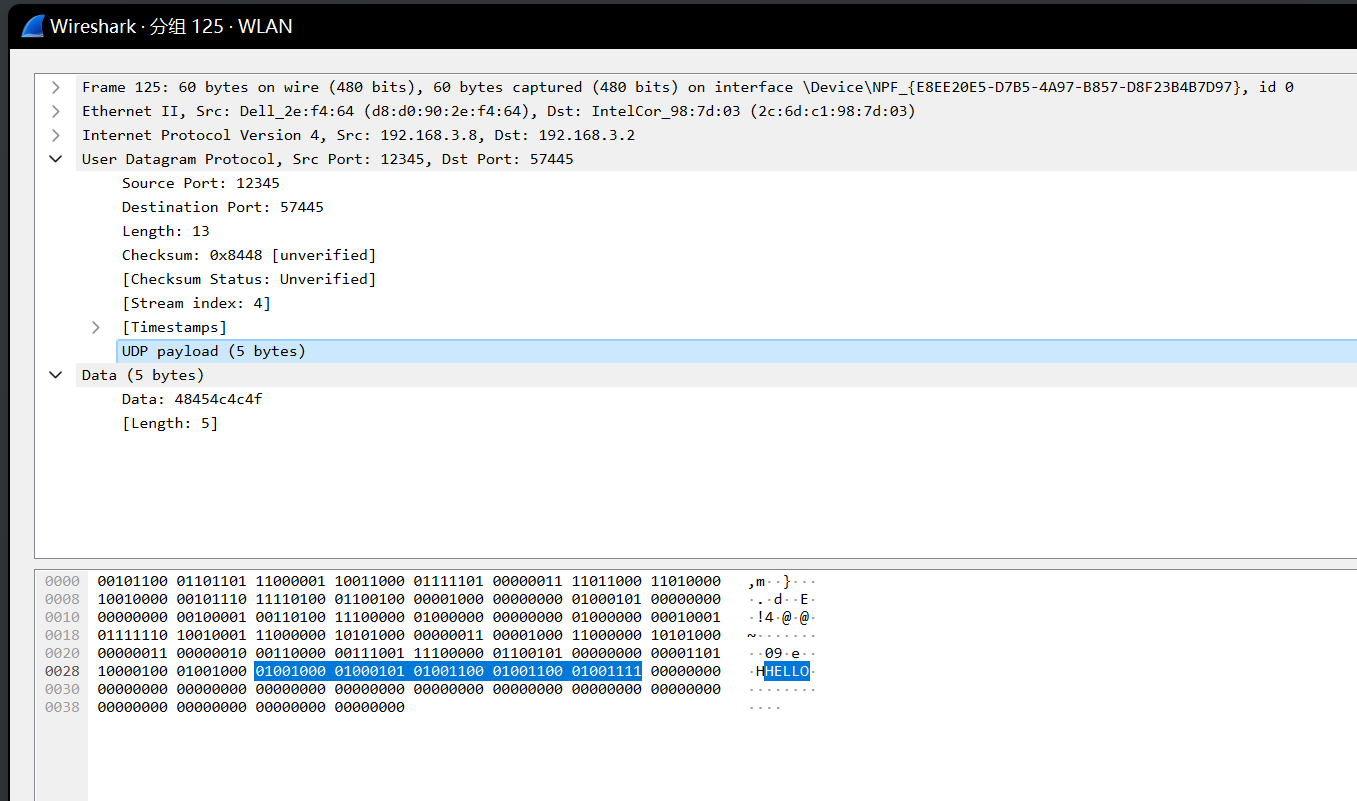 Wireshark · 分组 125 · WLAN
Frame 125: 60 bytes on wire (480 bits), 60 bytes captured (480 bits) on interface \Device\NPF_{E8EE20E5-D7B5-4A97-B857-D8F23B4B7D97}, id 0
Ethernet II, Src: Dell_2e:f4:64 (d8:d0:90:2e:f4:64), Dst: IntelCor_98:7d:03 (2c:6d:c1:98:7d:03)
Internet Protocol Version 4, Src: 192.168.3.8, Dst: 192.168.3.2
User Datagram Protocol, Src Port: 12345, Dst Port: 57445
Source Port: 12345
Destination Port: 57445
Length: 13
Checksum: 0x8448 [unverified]
[Checksum Status: Unverified]
[Stream index: 4]
[Timestamps]
UDP payload (5 bytes)
Data (5 bytes)
Data: 48454c4c4f
[Length: 5]
0000 00101100 01101101 11000001 10011000 01111101 00000011 11011000 11010000 ,m··}···
0008 10010000 00101110 11110100 01100100 00001000 00000000 01000101 00000000 ·.·d··E·
0010 00000000 00100001 00110100 11100000 01000000 00000000 01000000 00010001 ·!4·@·@·
0018 01111110 10010001 11000000 10101000 00000011 00001000 11000000 10101000 ~·······
0020 00000011 00000010 00110000 00111001 11100000 01100101 00000000 00001101 ··09·e··
0028 10000100 01001000 01001000 01000101 01001100 01001100 01001111 00000000 ·HHELLO·
0030 00000000 00000000 00000000 00000000 00000000 00000000 00000000 00000000 ········
0038 00000000 00000000 00000000 00000000 ····